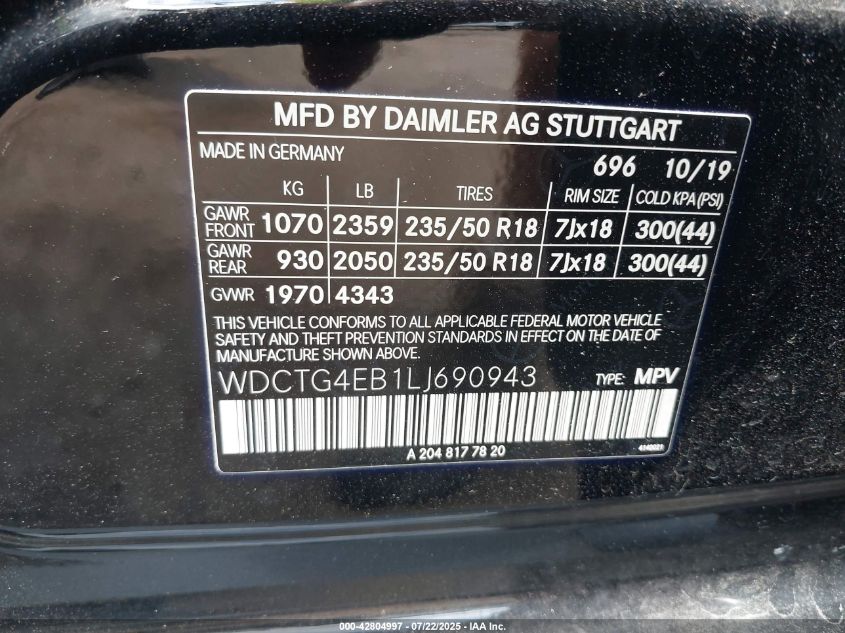 MFD BY DAIMLER AG STUTTGART
MADE IN GERMANY 696 10/19
KG LB TIRES RIM SIZE COLD KPA (PSI)
GAWR FRONT 1070 2359 235/50 R18 7Jx18 300(44)
GAWR REAR 930 2050 235/50 R18 7Jx18 300(44)
GVWR 1970 4343
THIS VEHICLE CONFORMS TO ALL APPLICABLE FEDERAL MOTOR VEHICLE
SAFETY AND THEFT PREVENTION STANDARDS IN EFFECT ON THE DATE OF
MANUFACTURE SHOWN ABOVE.
WDCTG4EB1LJ690943 TYPE: MPV
A 204 817 78 20
000-42804997 - 07/22/2025 - IAA Inc.